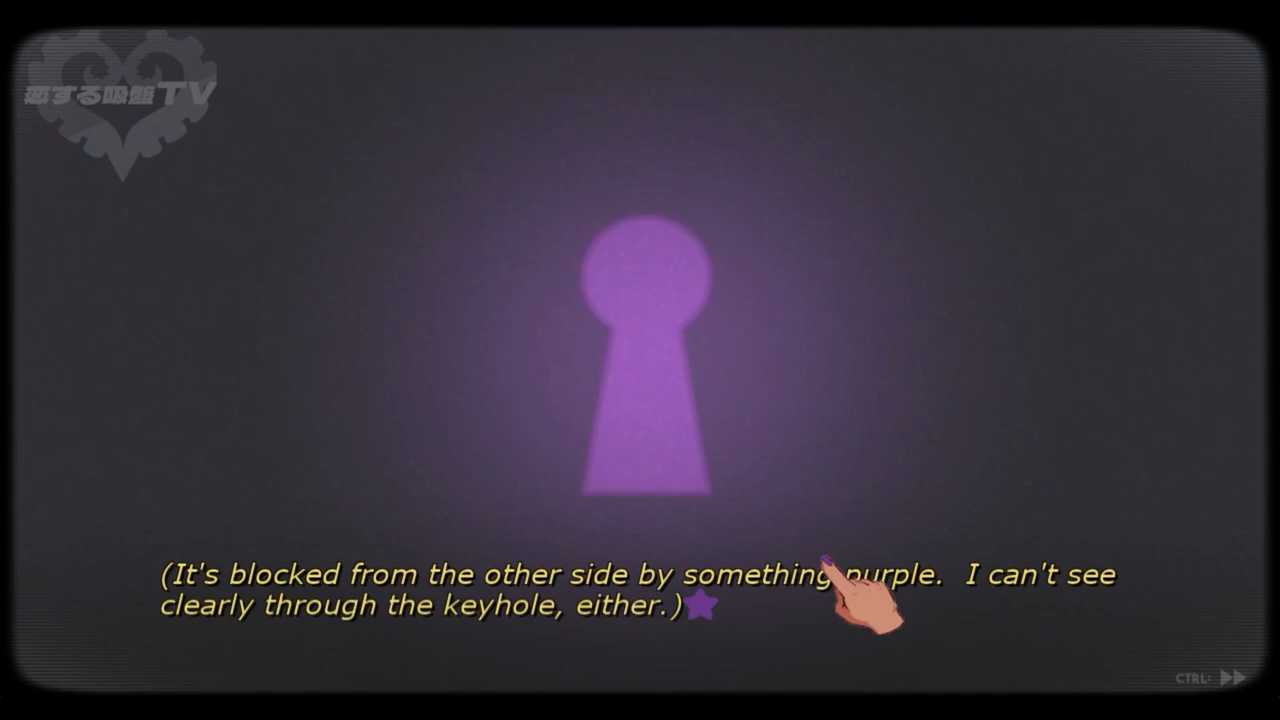 恋する吸盤TV
(It's blocked from the other side by something purple.  I can't see
clearly through the keyhole, either.)
CTRL: